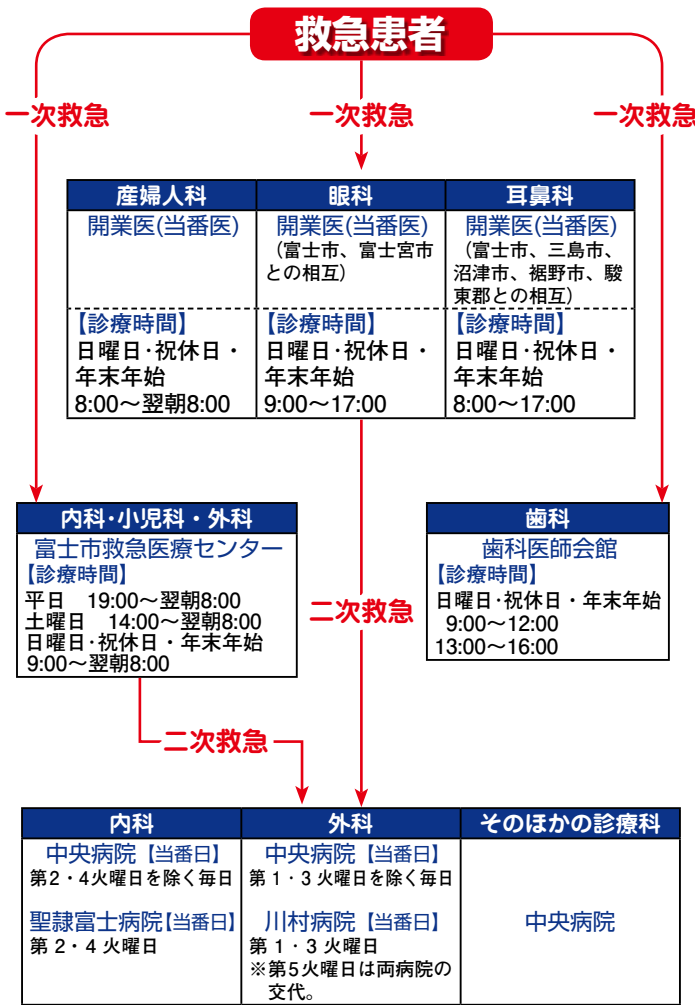 救急患者
一次救急
一次救急
一次救急
産婦人科
開業医(当番医)
【診療時間】
日曜日・祝休日・
年末年始
8:00〜翌朝8:00
眼科
開業医(当番医)
（富士市、富士宮市
との相互）
【診療時間】
日曜日・祝休日・
年末年始
9:00〜17:00
耳鼻科
開業医(当番医)
（富士市、三島市、
沼津市、裾野市、駿
東郡との相互）
【診療時間】
日曜日・祝休日・
年末年始
8:00〜17:00
内科・小児科・外科
富士市救急医療センター
【診療時間】
平日　19:00〜翌朝8:00
土曜日　14:00〜翌朝8:00
日曜日・祝休日・年末年始
9:00〜翌朝8:00
歯科
歯科医師会館
【診療時間】
日曜日・祝休日・年末年始
9:00〜12:00
13:00〜16:00
二次救急
二次救急
内科
中央病院【当番日】
第2・4火曜日を除く毎日
聖隷富士病院【当番日】
第 2・4 火曜日
外科
中央病院【当番日】
第 1・3 火曜日を除く毎日
川村病院【当番日】
第 1・3 火曜日
※第5火曜日は両病院の
交代。
そのほかの診療科
中央病院